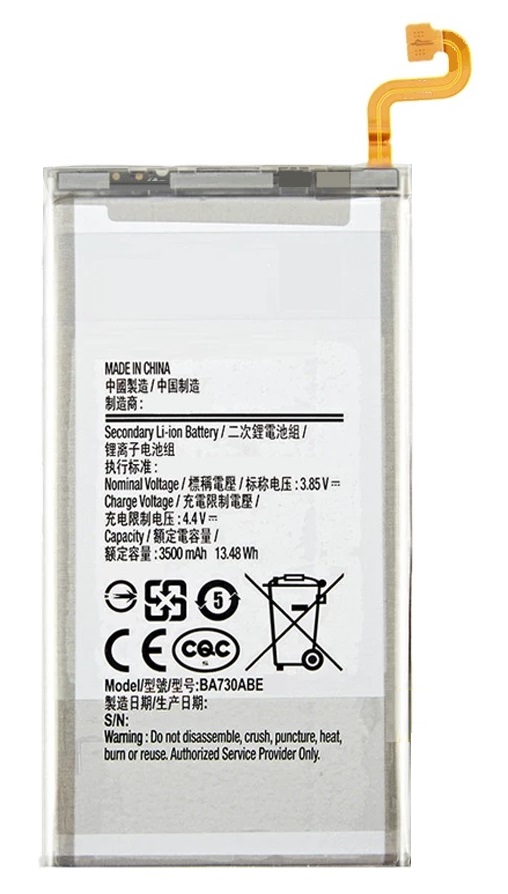 MADE IN CHINA
中國製造 / 中国制造
制造商 :
Secondary Li-ion Battery / 二次鋰電池組 /
锂离子电池组
执行标准 :
Nominal Voltage / 標稱電壓 / 标称电压 : 3.85 V ⎓
Charge Voltage / 充電限制電壓 /
充电限制电压 : 4.4 V ⎓
Capacity / 額定電容量 /
额定容量 : 3500 mAh 13.48 Wh
5
CE CQC
S
Model/型號/型号: BA730ABE
製造日期/生产日期:
S/N:
Warning : Do not disassemble, crush, puncture, heat,
burn or reuse. Authorized Service Provider Only.